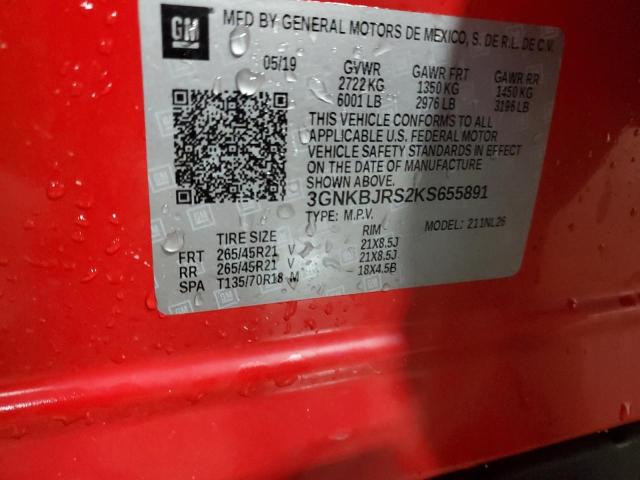 GM
MFD BY GENERAL MOTORS DE MEXICO, S. DE R.L. DE C.V.
05/19 GVWR GAWR FRT GAWR RR
2722 KG 1350 KG 1450 KG
6001 LB 2976 LB 3196 LB
THIS VEHICLE CONFORMS TO ALL
APPLICABLE U.S. FEDERAL MOTOR
VEHICLE SAFETY STANDARDS IN EFFECT
ON THE DATE OF MANUFACTURE
SHOWN ABOVE.
3GNKBJRS2KS655891
TYPE: M.P.V. MODEL: 211NL26
TIRE SIZE RIM
FRT 265/45R21 V 21X8.5J
RR 265/45R21 V 21X8.5J
SPA T135/70R18 M 18X4.5B